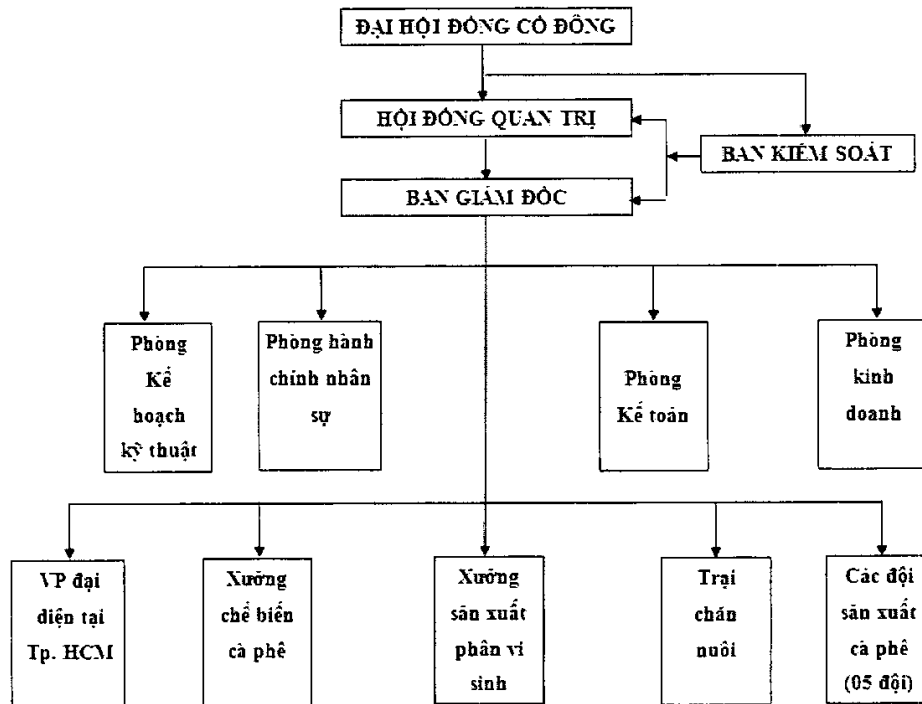 ĐẠI HỘI ĐỒNG CỔ ĐÔNG
HỘI ĐỒNG QUẢN TRỊ
BAN KIỂM SOÁT
BAN GIÁM ĐỐC
Phòng
Kế
hoạch
kỹ thuật
Phòng hành
chính nhân
sự
Phòng
Kế toán
Phòng
kinh
doanh
VP đại
diện tại
Tp. HCM
Xưởng
chế biến
cà phê
Xưởng
sản xuất
phân vi
sinh
Trại
chăn
nuôi
Các đội
sản xuất
cà phê
(05 đội)